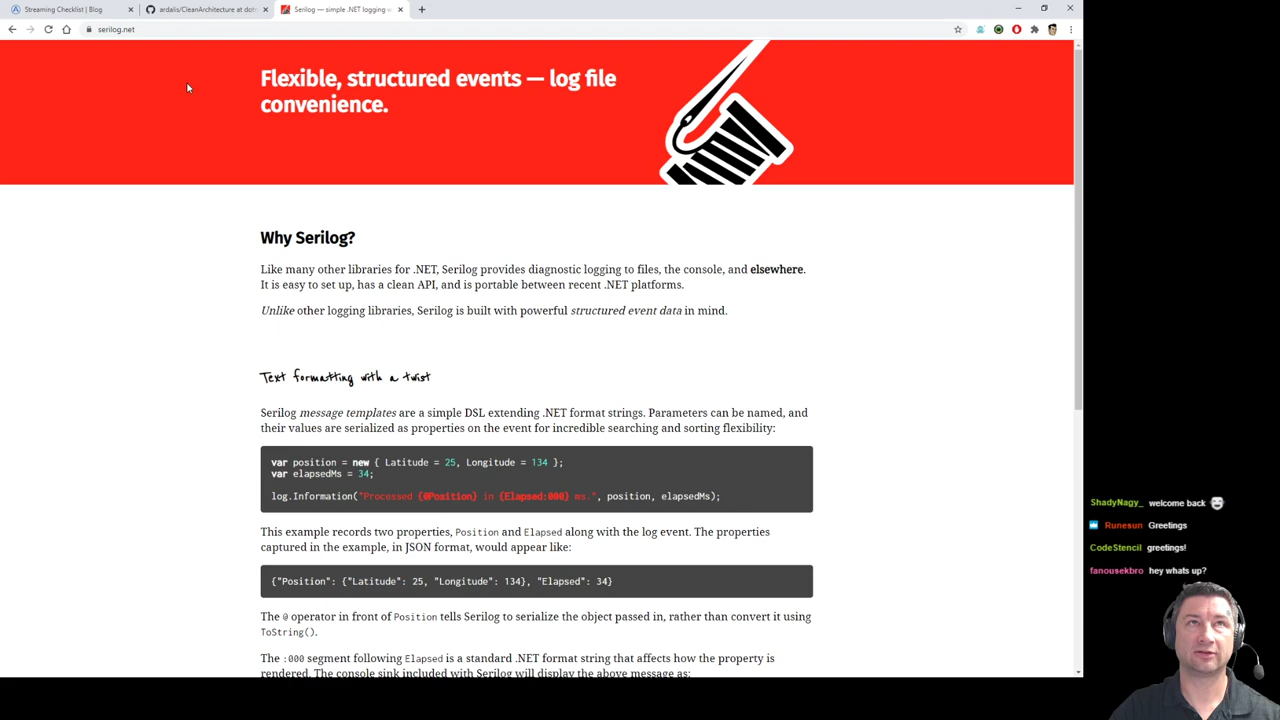 Streaming Checklist | Blog
ardalis/CleanArchitecture at dotn
Serilog — simple .NET logging w
serilog.net
Flexible, structured events — log file
convenience.
Why Serilog?
Like many other libraries for .NET, Serilog provides diagnostic logging to files, the console, and elsewhere.
It is easy to set up, has a clean API, and is portable between recent .NET platforms.
Unlike other logging libraries, Serilog is built with powerful structured event data in mind.
Text formatting with a twist
Serilog message templates are a simple DSL extending .NET format strings. Parameters can be named, and
their values are serialized as properties on the event for incredible searching and sorting flexibility:
var position = new { Latitude = 25, Longitude = 134 };
var elapsedMs = 34;
log.Information("Processed {@Position} in {Elapsed:000} ms.", position, elapsedMs);
This example records two properties, Position and Elapsed along with the log event. The properties
captured in the example, in JSON format, would appear like:
{"Position": {"Latitude": 25, "Longitude": 134}, "Elapsed": 34}
The @ operator in front of Position tells Serilog to serialize the object passed in, rather than convert it using
ToString().
The :000 segment following Elapsed is a standard .NET format string that affects how the property is
rendered. The console sink included with Serilog will display the above message as:
ShadyNagy_ welcome back
Runesun Greetings
CodeStencil greetings!
fanousekbro hey whats up?